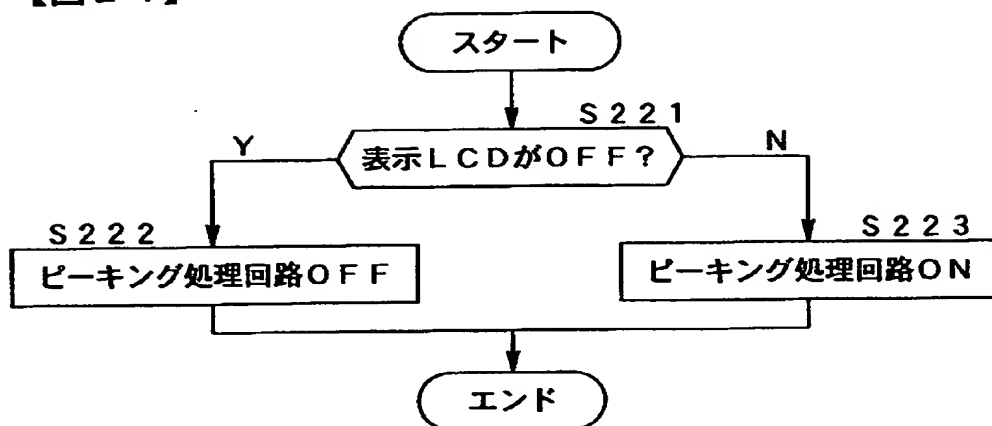 スタート
S221
表示LCDがOFF?
Y
N
S222
ピーキング処理回路OFF
S223
ピーキング処理回路ON
エンド